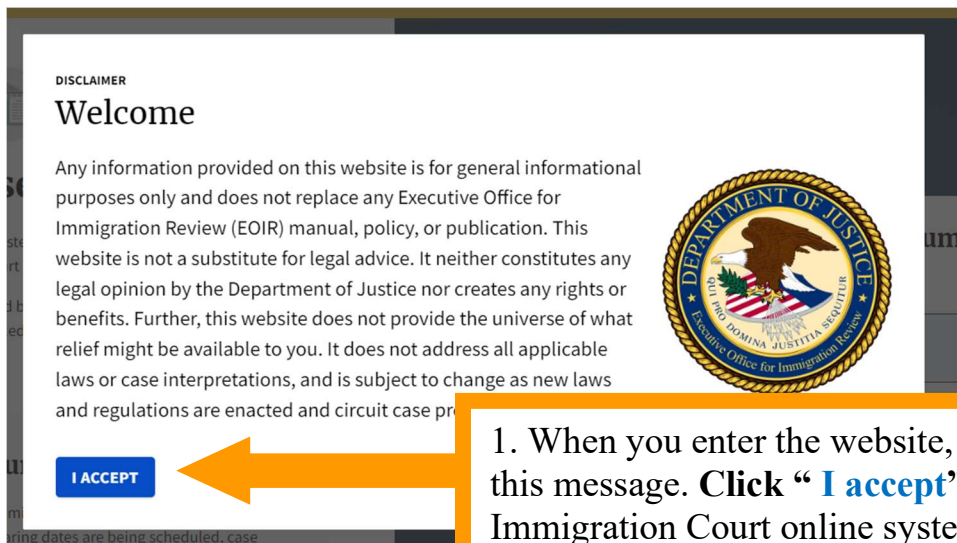 DISCLAIMER
Welcome
Any information provided on this website is for general informational
purposes only and does not replace any Executive Office for
Immigration Review (EOIR) manual, policy, or publication. This
website is not a substitute for legal advice. It neither constitutes any
legal opinion by the Department of Justice nor creates any rights or
benefits. Further, this website does not provide the universe of what
relief might be available to you. It does not address all applicable
laws or case interpretations, and is subject to change as new laws
and regulations are enacted and circuit case
I ACCEPT
DEPARTMENT OF JUSTICE
QUI PRO DOMINA JUSTITIA SEQUITUR
Executive Office for Immigration Review
1. When you enter the website,
this message. Click “ I accept”
Immigration Court online
aring dates are being scheduled, case